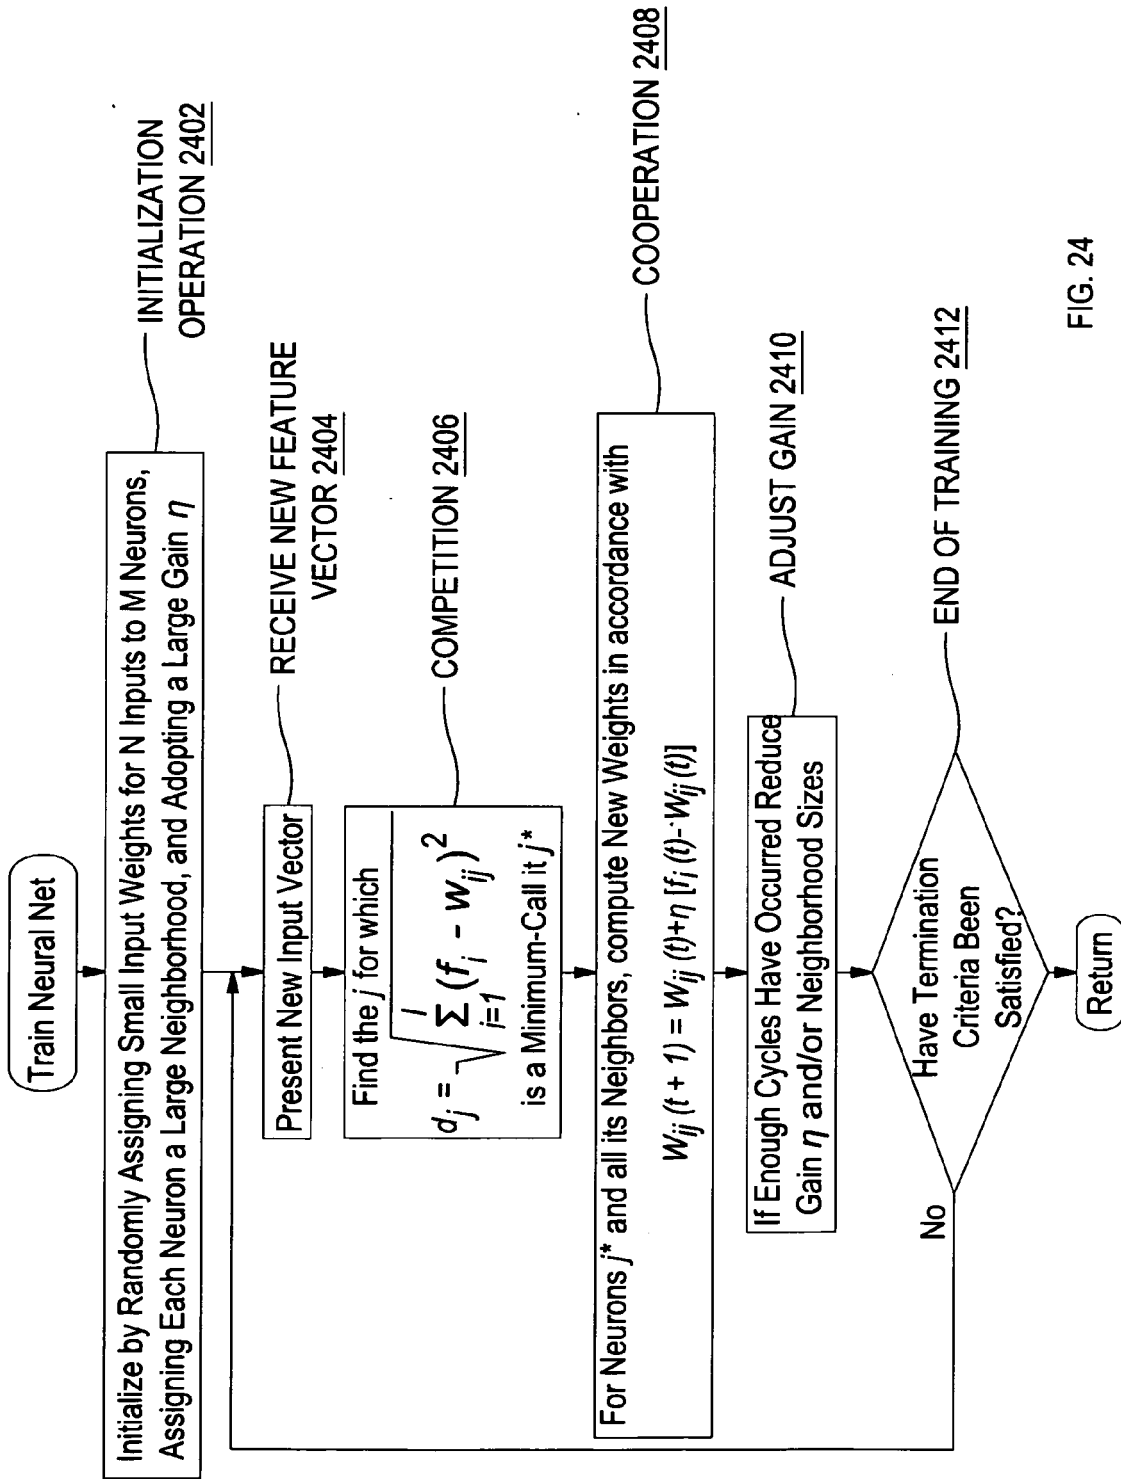 Train Neural Net
Initialize by Randomly Assigning Small Input Weights for N Inputs to M Neurons,
Assigning Each Neuron a Large Neighborhood, and Adopting a Large Gain η
INITIALIZATION
OPERATION 2402
Present New Input Vector
RECEIVE NEW FEATURE
VECTOR 2404
Find the j for which
d_j = √ I Σ i=1 (f_i - w_ij)^2
is a Minimum-Call it j*
COMPETITION 2406
For Neurons j* and all its Neighbors, compute New Weights in accordance with
W_ij (t + 1) = W_ij (t)+η [f_i (t)-W_ij (t)]
COOPERATION 2408
If Enough Cycles Have Occurred Reduce
Gain η and/or Neighborhood Sizes
ADJUST GAIN 2410
Have Termination
Criteria Been
Satisfied?
END OF TRAINING 2412
No
Return
FIG. 24